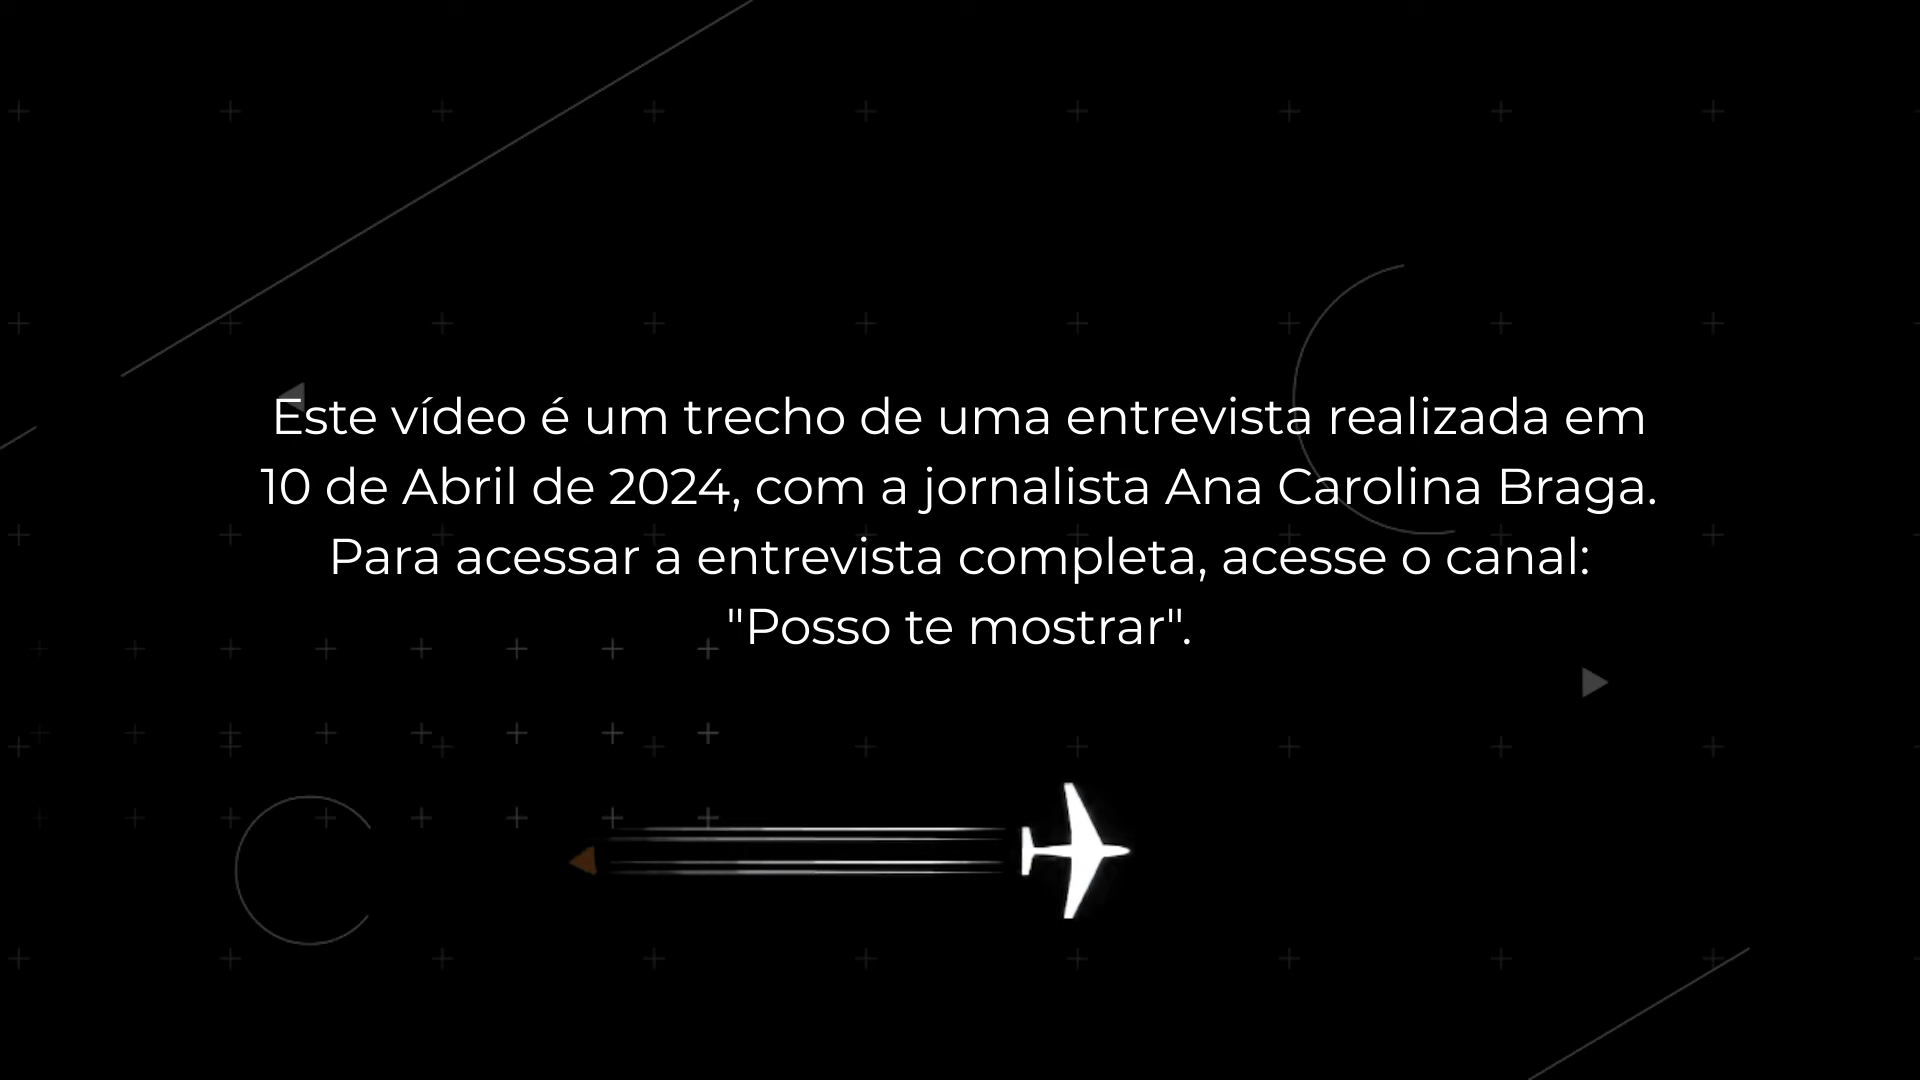 Este vídeo é um trecho de uma entrevista realizada em
10 de Abril de 2024, com a jornalista Ana Carolina Braga.
Para acessar a entrevista completa, acesse o canal:
"Posso te mostrar".